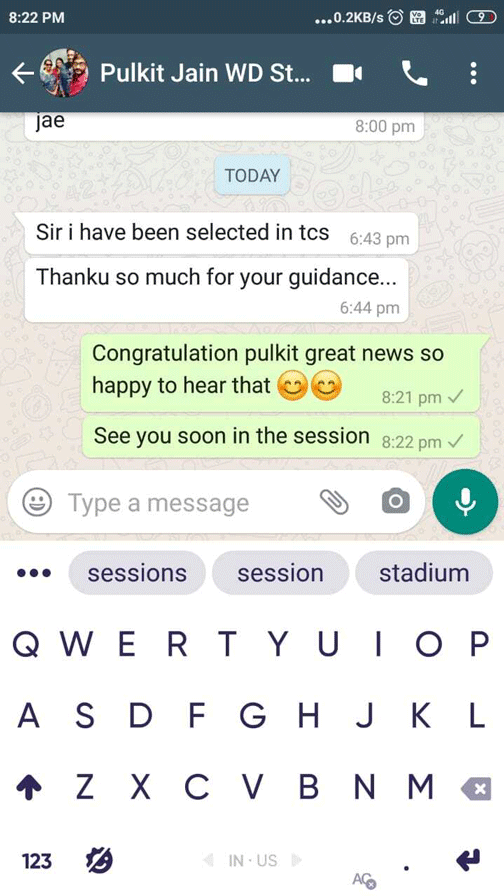 8:22 PM ...0.2KB/s Vo LTE 4G 9
Pulkit Jain WD St...
jae 8:00 pm
TODAY
Sir i have been selected in tcs 6:43 pm
Thanku so much for your guidance...
6:44 pm
Congratulation pulkit great news so
happy to hear that 😊😊 8:21 pm
See you soon in the session 8:22 pm
Type a message
sessions session stadium
Q W E R T Y U I O P
A S D F G H J K L
Z X C V B N M
123 IN · US AC .